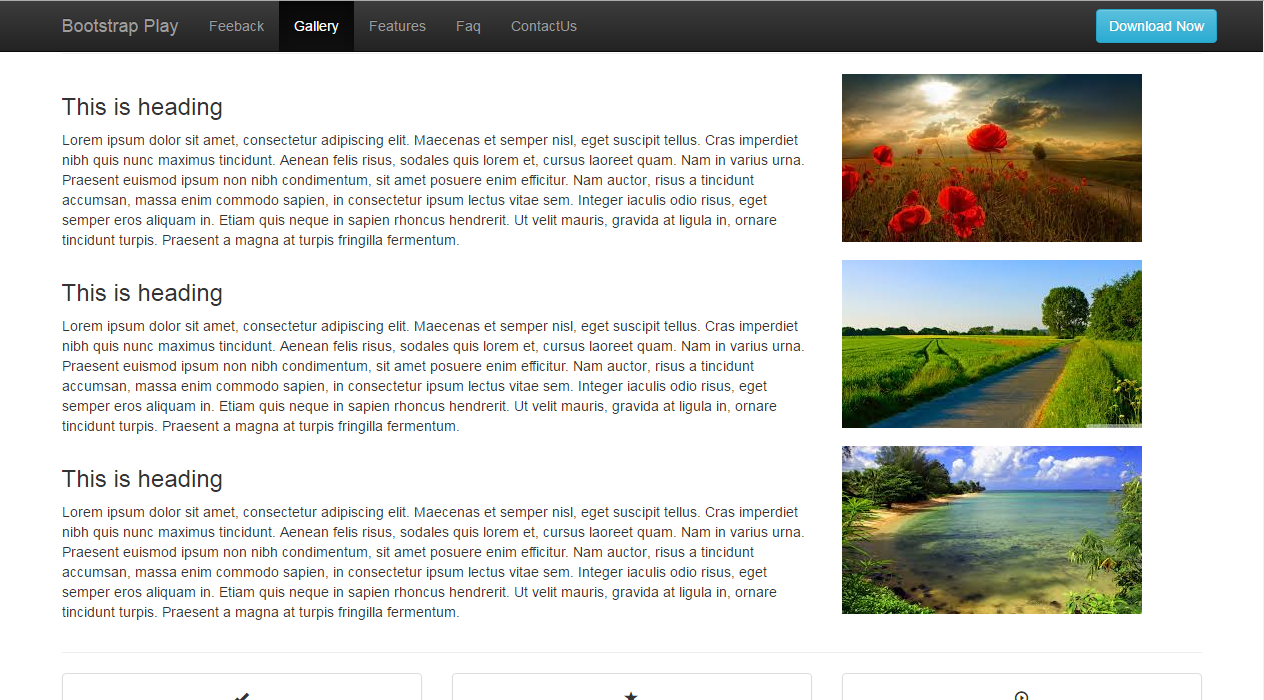 Bootstrap Play Feeback Gallery Features Faq ContactUs Download Now
This is heading
Lorem ipsum dolor sit amet, consectetur adipiscing elit. Maecenas et semper nisl, eget suscipit tellus. Cras imperdiet
nibh quis nunc maximus tincidunt. Aenean felis risus, sodales quis lorem et, cursus laoreet quam. Nam in varius urna.
Praesent euismod ipsum non nibh condimentum, sit amet posuere enim efficitur. Nam auctor, risus a tincidunt
accumsan, massa enim commodo sapien, in consectetur ipsum lectus vitae sem. Integer iaculis odio risus, eget
semper eros aliquam in. Etiam quis neque in sapien rhoncus hendrerit. Ut velit mauris, gravida at ligula in, ornare
tincidunt turpis. Praesent a magna at turpis fringilla fermentum.
This is heading
Lorem ipsum dolor sit amet, consectetur adipiscing elit. Maecenas et semper nisl, eget suscipit tellus. Cras imperdiet
nibh quis nunc maximus tincidunt. Aenean felis risus, sodales quis lorem et, cursus laoreet quam. Nam in varius urna.
Praesent euismod ipsum non nibh condimentum, sit amet posuere enim efficitur. Nam auctor, risus a tincidunt
accumsan, massa enim commodo sapien, in consectetur ipsum lectus vitae sem. Integer iaculis odio risus, eget
semper eros aliquam in. Etiam quis neque in sapien rhoncus hendrerit. Ut velit mauris, gravida at ligula in, ornare
tincidunt turpis. Praesent a magna at turpis fringilla fermentum.
This is heading
Lorem ipsum dolor sit amet, consectetur adipiscing elit. Maecenas et semper nisl, eget suscipit tellus. Cras imperdiet
nibh quis nunc maximus tincidunt. Aenean felis risus, sodales quis lorem et, cursus laoreet quam. Nam in varius urna.
Praesent euismod ipsum non nibh condimentum, sit amet posuere enim efficitur. Nam auctor, risus a tincidunt
accumsan, massa enim commodo sapien, in consectetur ipsum lectus vitae sem. Integer iaculis odio risus, eget
semper eros aliquam in. Etiam quis neque in sapien rhoncus hendrerit. Ut velit mauris, gravida at ligula in, ornare
tincidunt turpis. Praesent a magna at turpis fringilla fermentum.